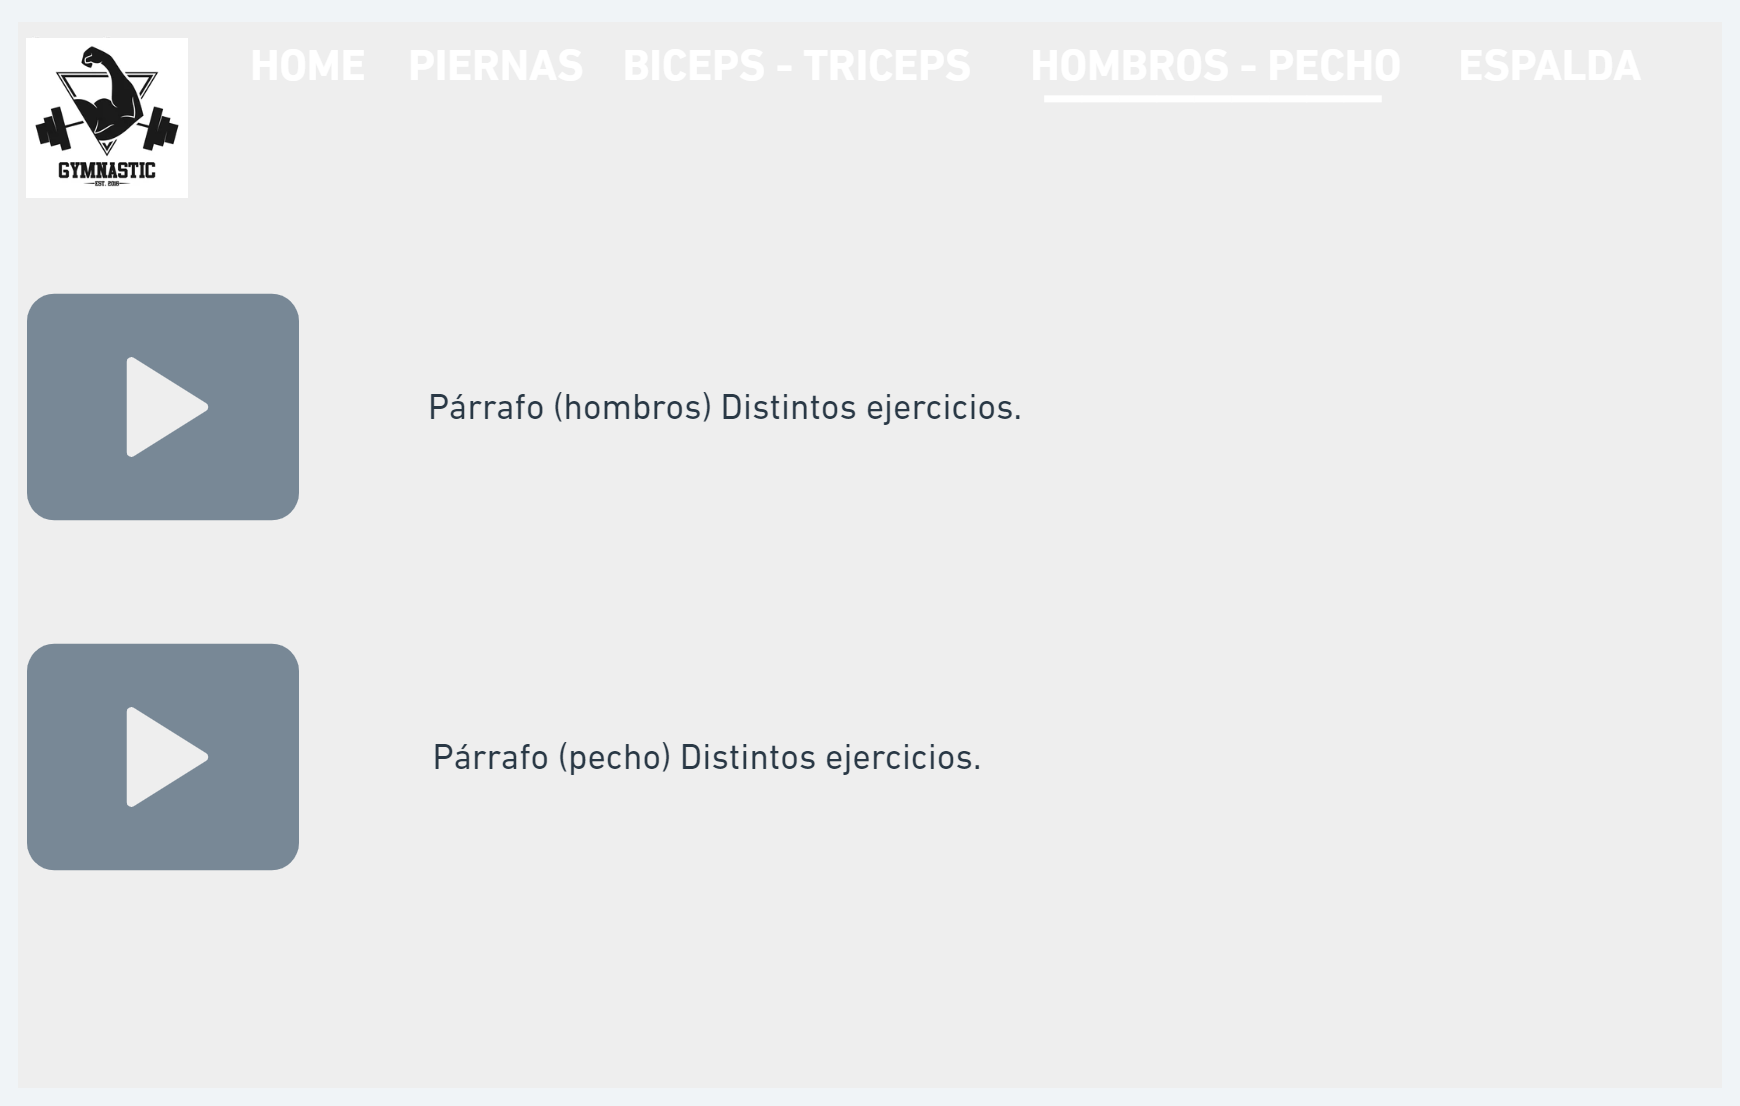 HOME PIERNAS BICEPS - TRICEPS HOMBROS - PECHO ESPALDA
GYMNASTIC
EST. 2016
Párrafo (hombros) Distintos ejercicios.
Párrafo (pecho) Distintos ejercicios.